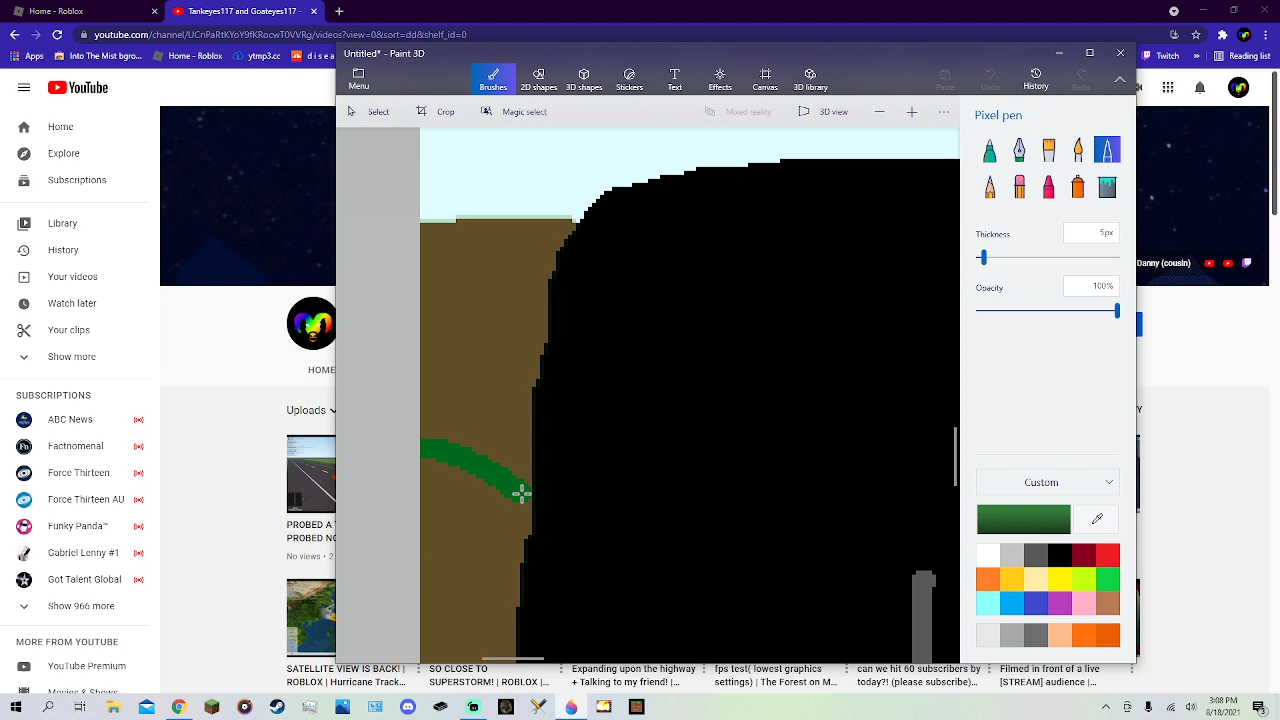 Home - Roblox
Tankeyes117 and Goateyes117 -
youtube.com/channel/UCnPaRtKYoY9fKRocwT0VRg/videos?view=0&sort=dd&shelf_id=0
Apps
Into The Mist bgro...
ytmp3.cc
d i s e a
Twitch
Reading list
Untitled* - Paint 3D
Menu
Brushes
2D shapes
3D shapes
Stickers
Text
Effects
Canvas
3D library
Paste
Undo
History
Redo
Select
Crop
Magic select
Mixed reality
3D view
Pixel pen
Thickness
5px
Opacity
100%
Custom
YouTube
Home
Explore
Subscriptions
Library
History
Your videos
Watch later
Your clips
Show more
SUBSCRIPTIONS
ABC News
Factnomenal
Force Thirteen
Force Thirteen AU
Funky Panda™
Gabriel Lenny #1
Got Talent Global
Show 966 more
MORE FROM YOUTUBE
YouTube Premium
Danny (cousin)
HOME
Uploads
PROBED A
PROBED NO
No views • 2
SATELLITE VIEW IS BACK! |
ROBLOX | Hurricane Track...
SO CLOSE TO
SUPERSTORM! | ROBLOX |...
Expanding upon the highway
+ Talking to my friend! |...
fps test( lowest graphics
settings) | The Forest on M...
can we hit 60 subscribers by
today? (please subscribe)...
Filmed in front of a live
[STREAM] audience |...
3:08 PM
8/18/2021